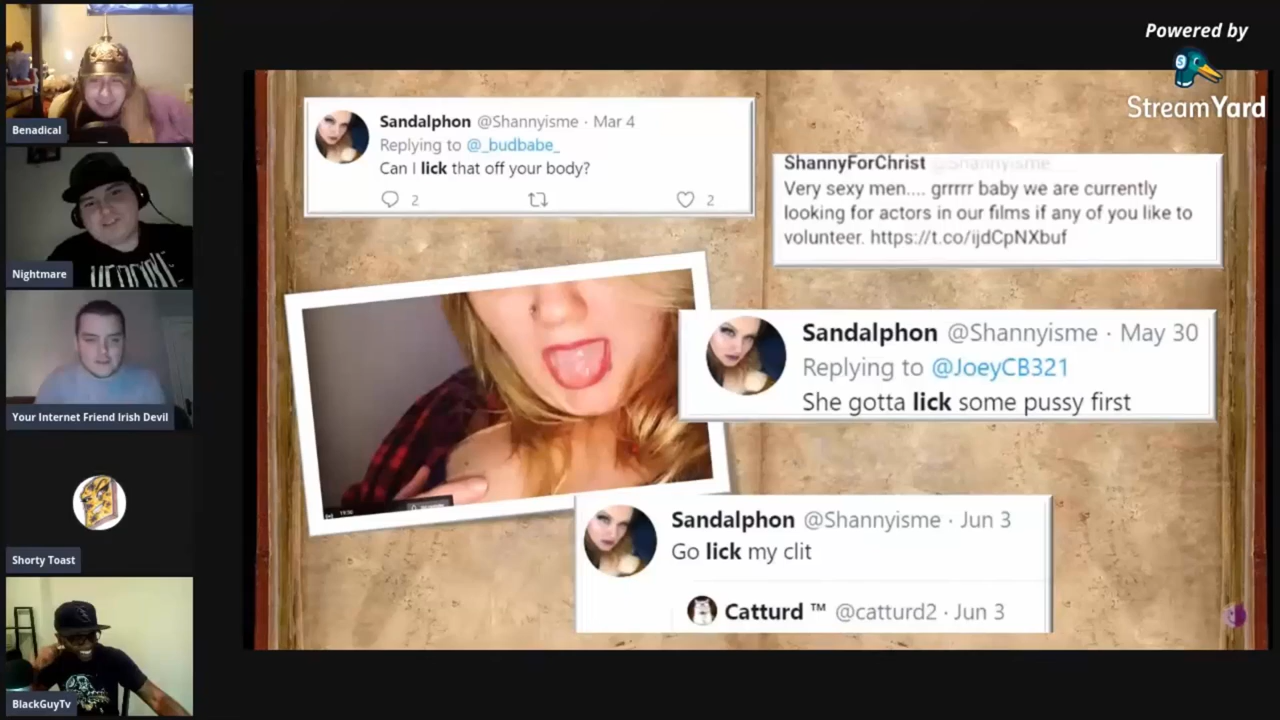 Benadical
Nightmare
Your Internet Friend Irish Devil
Shorty Toast
BlackGuyTv
Powered by
StreamYard
Sandalphon @Shannyisme · Mar 4
Replying to @_budbabe_
Can I lick that off your body?
2
2
ShannyForChrist @Shannyisme
Very sexy men.... grrrrr baby we are currently
looking for actors in our films if any of you like to
volunteer. https://t.co/ijdCpNXbuf
Sandalphon @Shannyisme · May 30
Replying to @JoeyCB321
She gotta lick some pussy first
Sandalphon @Shannyisme · Jun 3
Go lick my clit
Catturd ™ @catturd2 · Jun 3